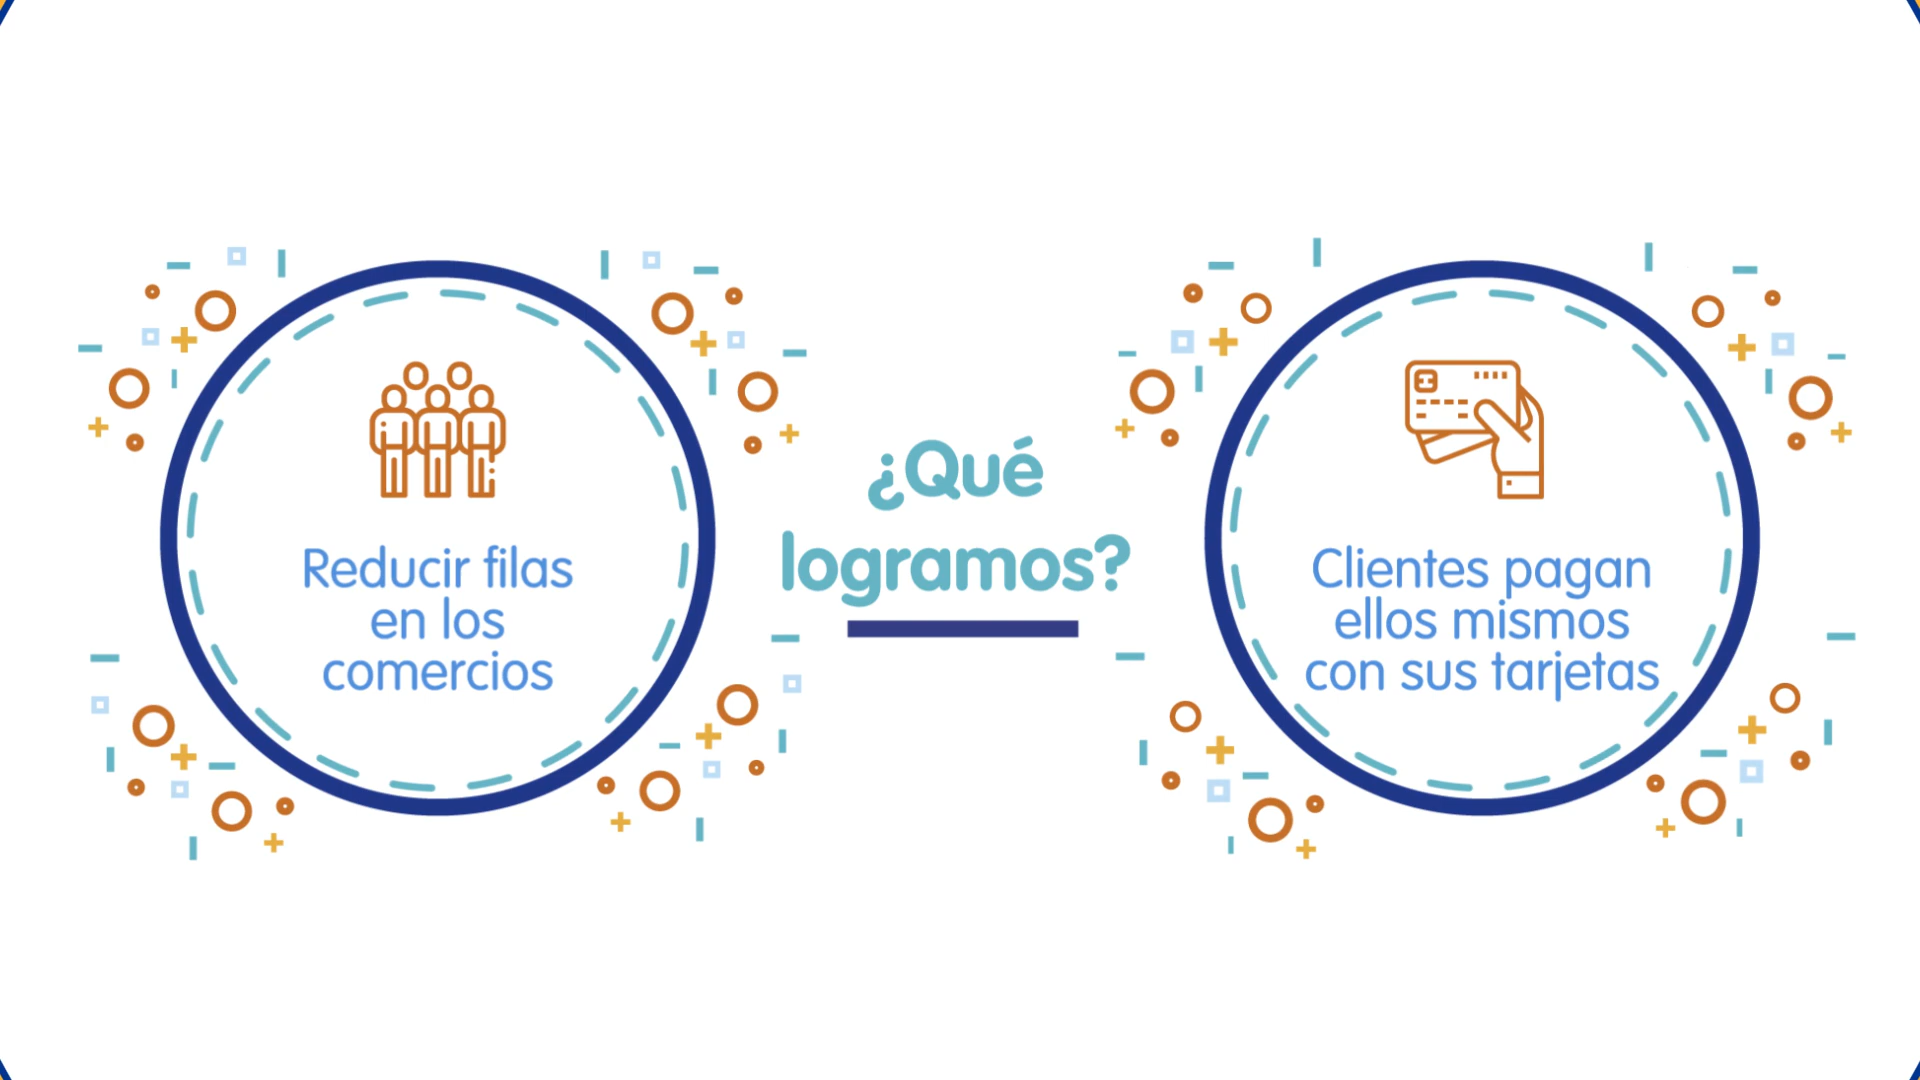 Reducir filas
en los
comercios
¿Qué
logramos?
Clientes pagan
ellos mismos
con sus tarjetas